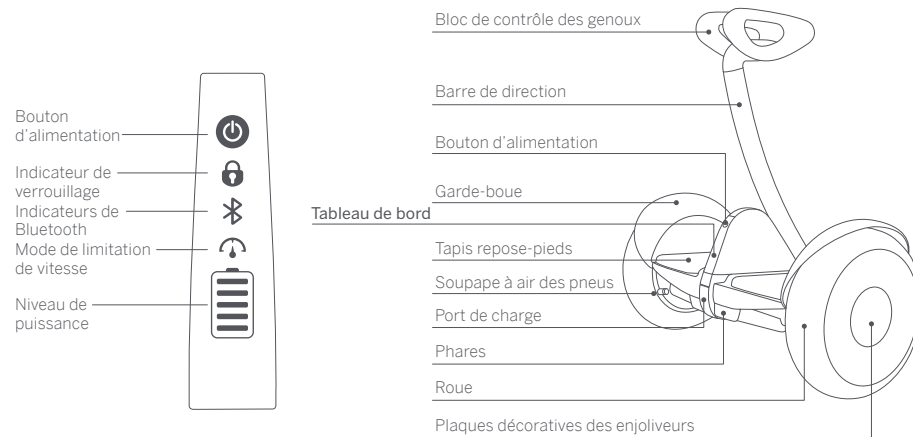 Bouton
d'alimentation
Indicateur de
verrouillage
Indicateurs de
Bluetooth
Mode de limitation
de vitesse
Niveau de
puissance
Bloc de contrôle des genoux
Barre de direction
Bouton d'alimentation
Garde-boue
Tableau de bord
Tapis repose-pieds
Soupape à air des pneus
Port de charge
Phares
Roue
Plaques décoratives des enjoliveurs